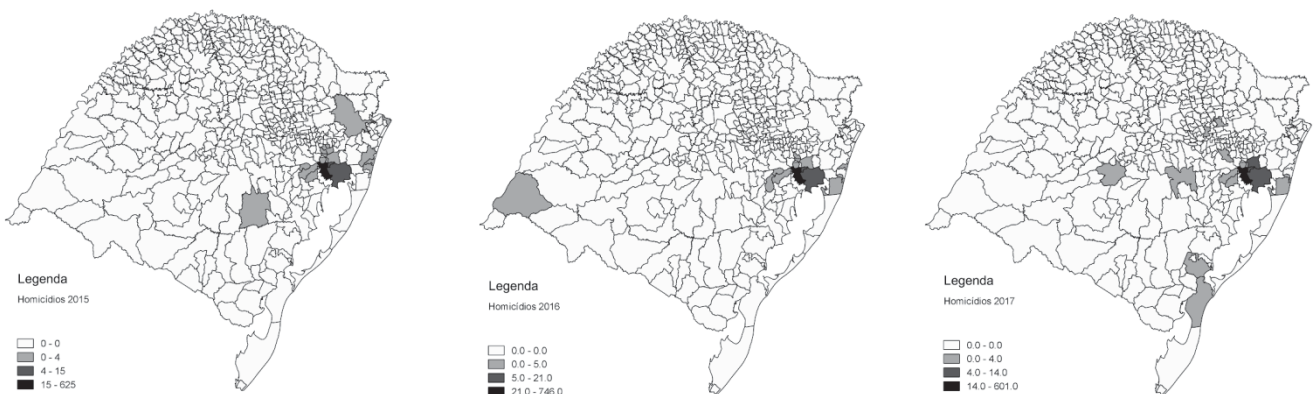 Legenda
Homicídios 2015
0 - 0
0 - 4
4 - 15
15 - 625
Legenda
Homicídios 2016
0.0 - 0.0
0.0 - 5.0
5.0 - 21.0
21.0 - 746.0
Legenda
Homicídios 2017
0.0 - 0.0
0.0 - 4.0
4.0 - 14.0
14.0 - 601.0